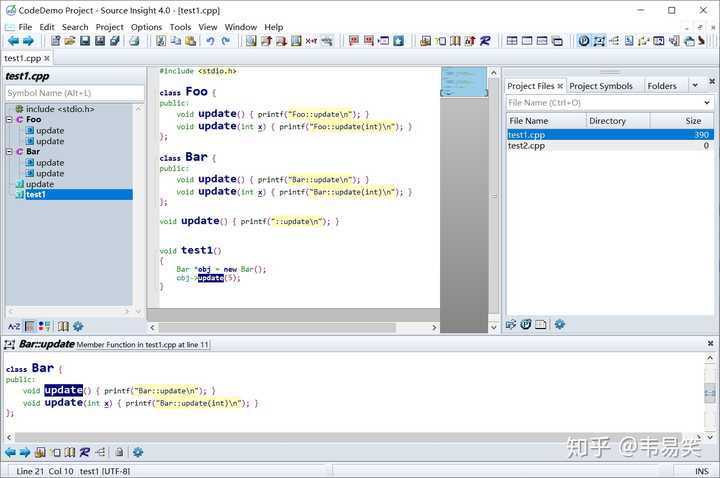 CodeDemo Project - Source Insight 4.0 - [test1.cpp]
File Edit Search Project Options Tools View Window Help
test1.cpp
test1.cpp
Symbol Name (Alt+L)
include <stdio.h>
Foo
update
update
Bar
update
update
update
test1
A-Z
#include <stdio.h>
class Foo {
public:
void update() { printf("Foo::update\n"); }
void update(int x) { printf("Foo::update(int)\n"); }
};
class Bar {
public:
void update() { printf("Bar::update\n"); }
void update(int x) { printf("Bar::update(int)\n"); }
};
void update() { printf("::update\n"); }
void test1()
{
Bar *obj = new Bar();
obj->update(5);
}
Project Files Project Symbols Folders
File Name (Ctrl+O)
File Name Directory Size
test1.cpp 390
test2.cpp 0
Bar::update Member Function in test1.cpp at line 11
class Bar {
public:
void update() { printf("Bar::update\n"); }
void update(int x) { printf("Bar::update(int)\n"); }
};
知乎 @韦易笑
Line 21 Col 10 test1 [UTF-8] INS